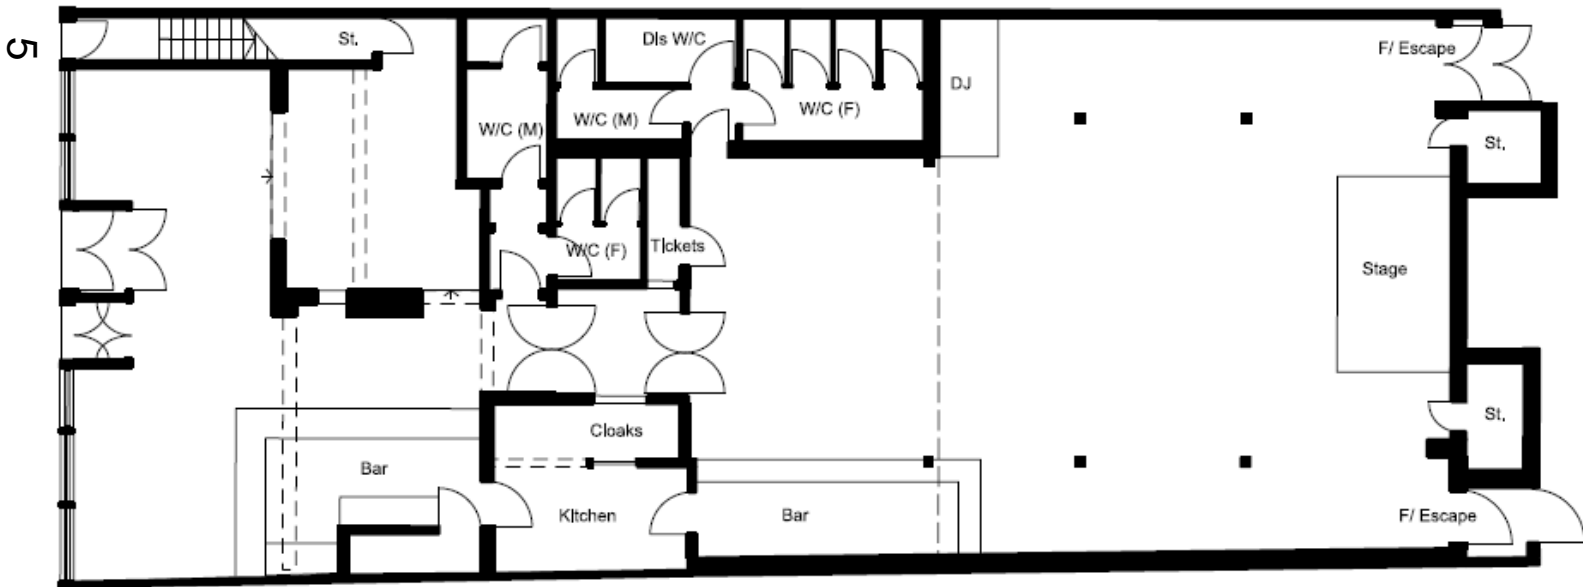 5
St.
DIs W/C
F/ Escape
DJ
W/C (M)
W/C (F)
W/C (M)
St.
W/C (F)
TIckets
Stage
St.
Cloaks
Bar
KItchen
Bar
F/ Escape